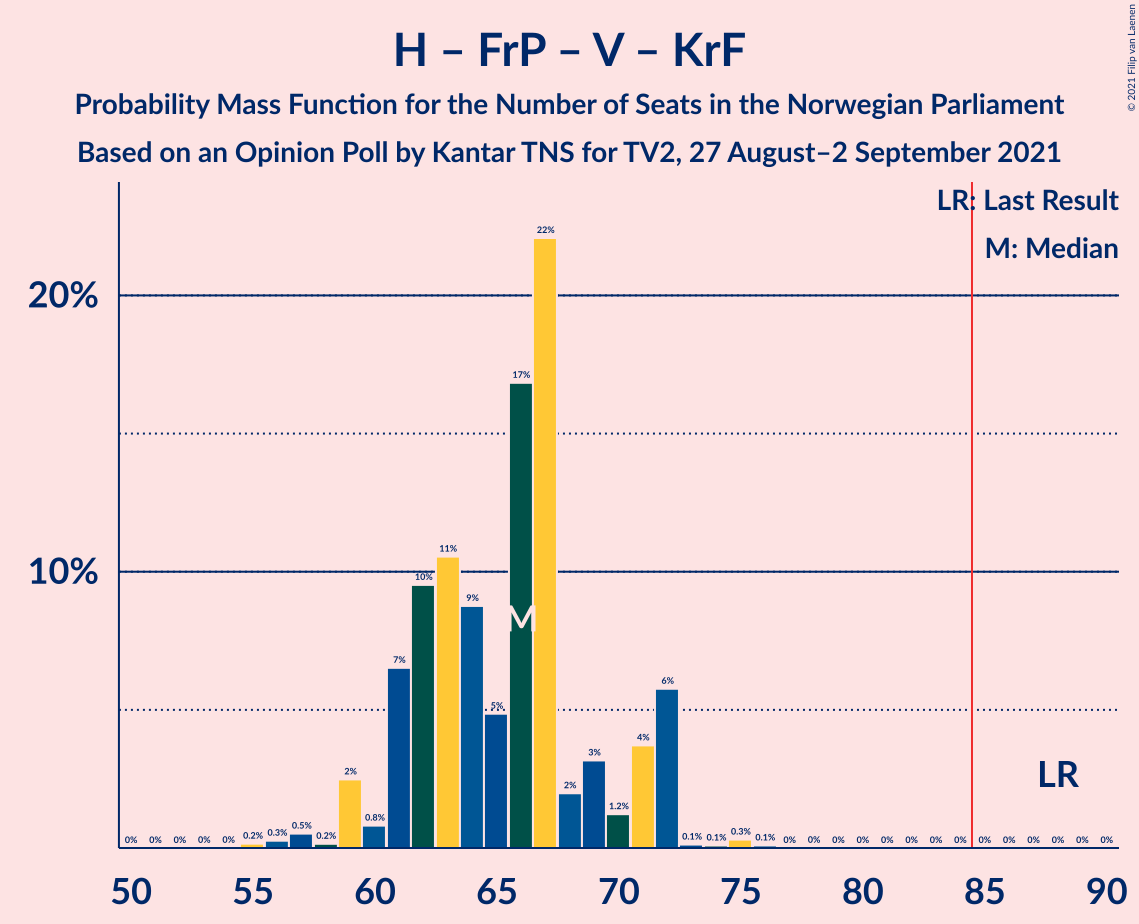 © 2021 Filip van Laenen
H – FrP – V – KrF
Probability Mass Function for the Number of Seats in the Norwegian Parliament
Based on an Opinion Poll by Kantar TNS for TV2, 27 August–2 September 2021
LR: Last Result
M: Median
20%
10%
0% 0% 0% 0% 0% 0.2% 0.3% 0.5% 0.2% 2% 0.8% 7% 10% 11% 9% 5% 17% 22% 2% 3% 1.2% 4% 6% 0.1% 0.1% 0.3% 0.1% 0% 0% 0% 0% 0% 0% 0% 0% 0% 0% 0% 0% 0% 0%
M
LR
50 55 60 65 70 75 80 85 90